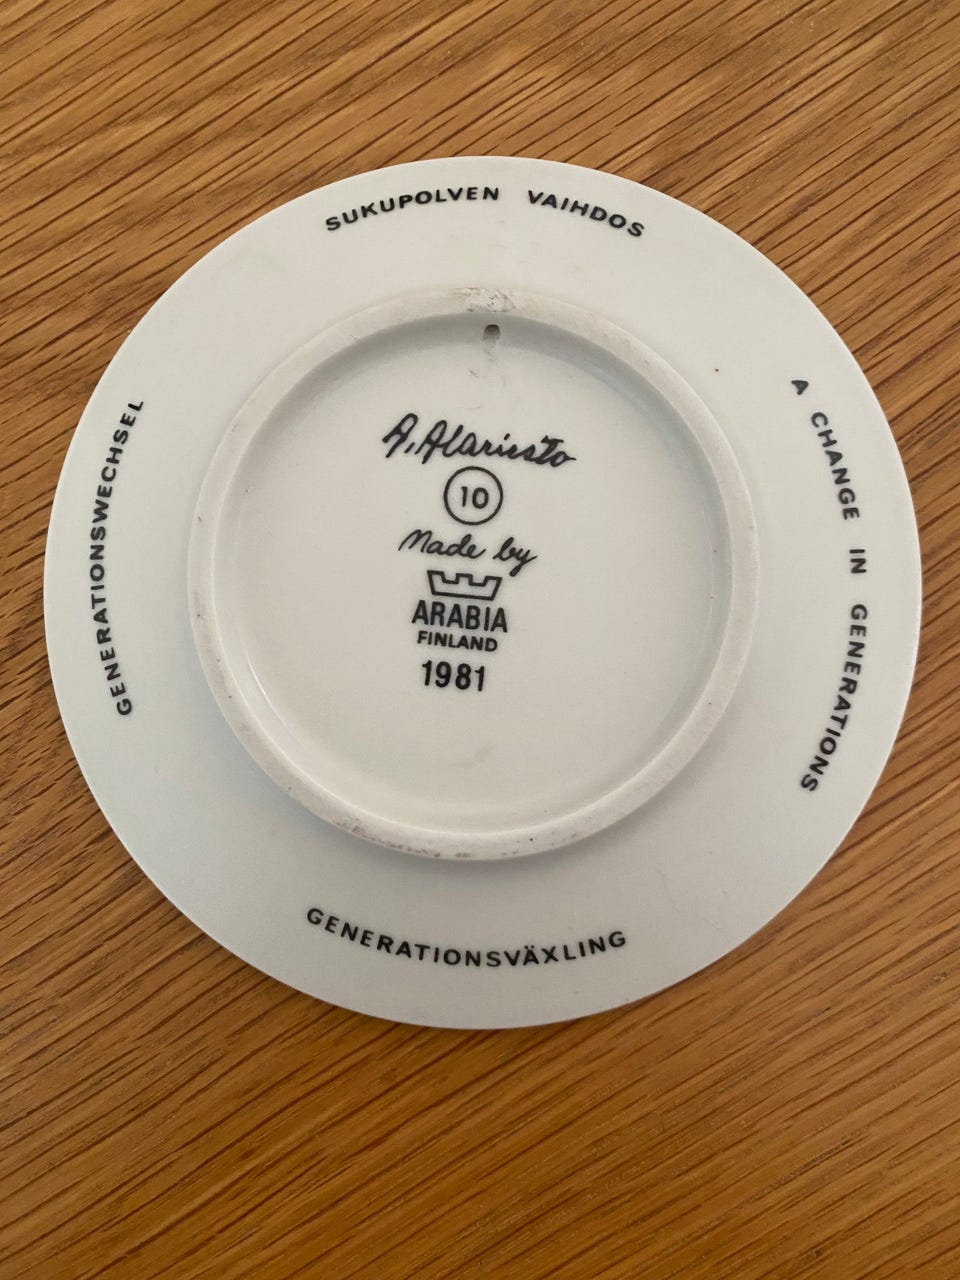 SUKUPOLVEN VAIHDOS
A CHANGE IN GENERATIONS
GENERATIONSVÄXLING
GENERATIONSWECHSEL
A. Alariesto
10
Made by
ARABIA
FINLAND
1981